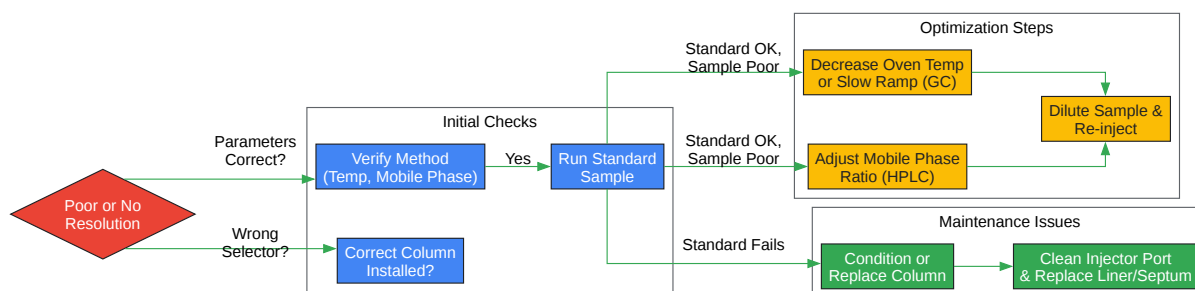 Poor or No
Resolution
Parameters
Correct?
Wrong
Selector?
Initial Checks
Verify Method
(Temp, Mobile Phase)
Yes
Run Standard
Sample
Correct Column
Installed?
Standard OK,
Sample Poor
Standard OK,
Sample Poor
Standard Fails
Optimization Steps
Decrease Oven Temp
or Slow Ramp (GC)
Adjust Mobile Phase
Ratio (HPLC)
Dilute Sample &
Re-inject
Maintenance Issues
Condition or
Replace Column
Clean Injector Port
& Replace Liner/Septum